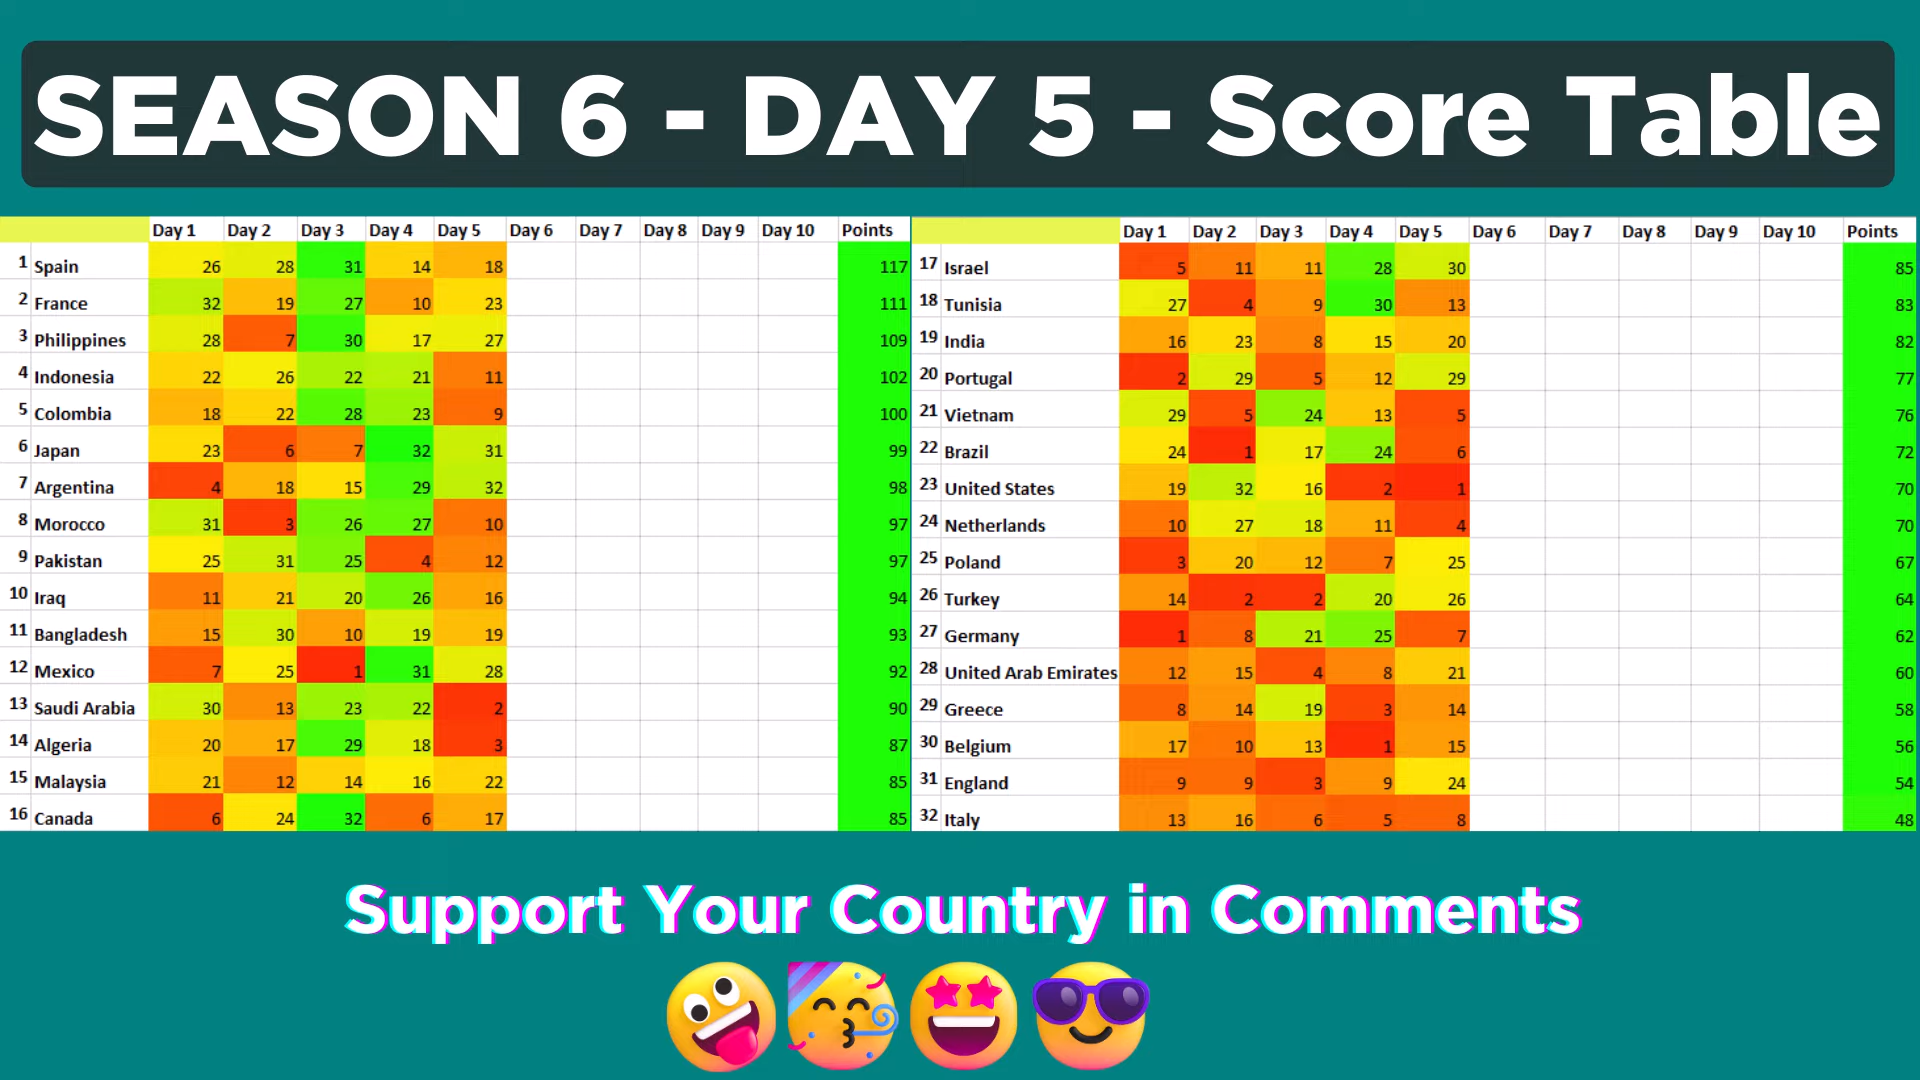 SEASON 6 - DAY 5 - Score Table
Day 1 Day 2 Day 3 Day 4 Day 5 Day 6 Day 7 Day 8 Day 9 Day 10 Points
1 Spain 26 28 31 14 18 117
2 France 32 19 27 10 23 111
3 Philippines 28 7 30 17 27 109
4 Indonesia 22 26 22 21 11 102
5 Colombia 18 22 28 23 9 100
6 Japan 23 6 7 32 31 99
7 Argentina 4 18 15 29 32 98
8 Morocco 31 3 26 27 10 97
9 Pakistan 25 31 25 4 12 97
10 Iraq 11 21 20 26 16 94
11 Bangladesh 15 30 10 19 19 93
12 Mexico 7 25 1 31 28 92
13 Saudi Arabia 30 13 23 22 2 90
14 Algeria 20 17 29 18 3 87
15 Malaysia 21 12 14 16 22 85
16 Canada 6 24 32 6 17 85
Day 1 Day 2 Day 3 Day 4 Day 5 Day 6 Day 7 Day 8 Day 9 Day 10 Points
17 Israel 5 11 11 28 30 85
18 Tunisia 27 4 9 30 13 83
19 India 16 23 8 15 20 82
20 Portugal 2 29 5 12 29 77
21 Vietnam 29 5 24 13 5 76
22 Brazil 24 1 17 24 6 72
23 United States 19 32 16 2 1 70
24 Netherlands 10 27 18 11 4 70
25 Poland 3 20 12 7 25 67
26 Turkey 14 2 2 20 26 64
27 Germany 1 8 21 25 7 62
28 United Arab Emirates 12 15 4 8 21 60
29 Greece 8 14 19 3 14 58
30 Belgium 17 10 13 1 15 56
31 England 9 9 3 9 24 54
32 Italy 13 16 6 5 8 48
Support Your Country in Comments